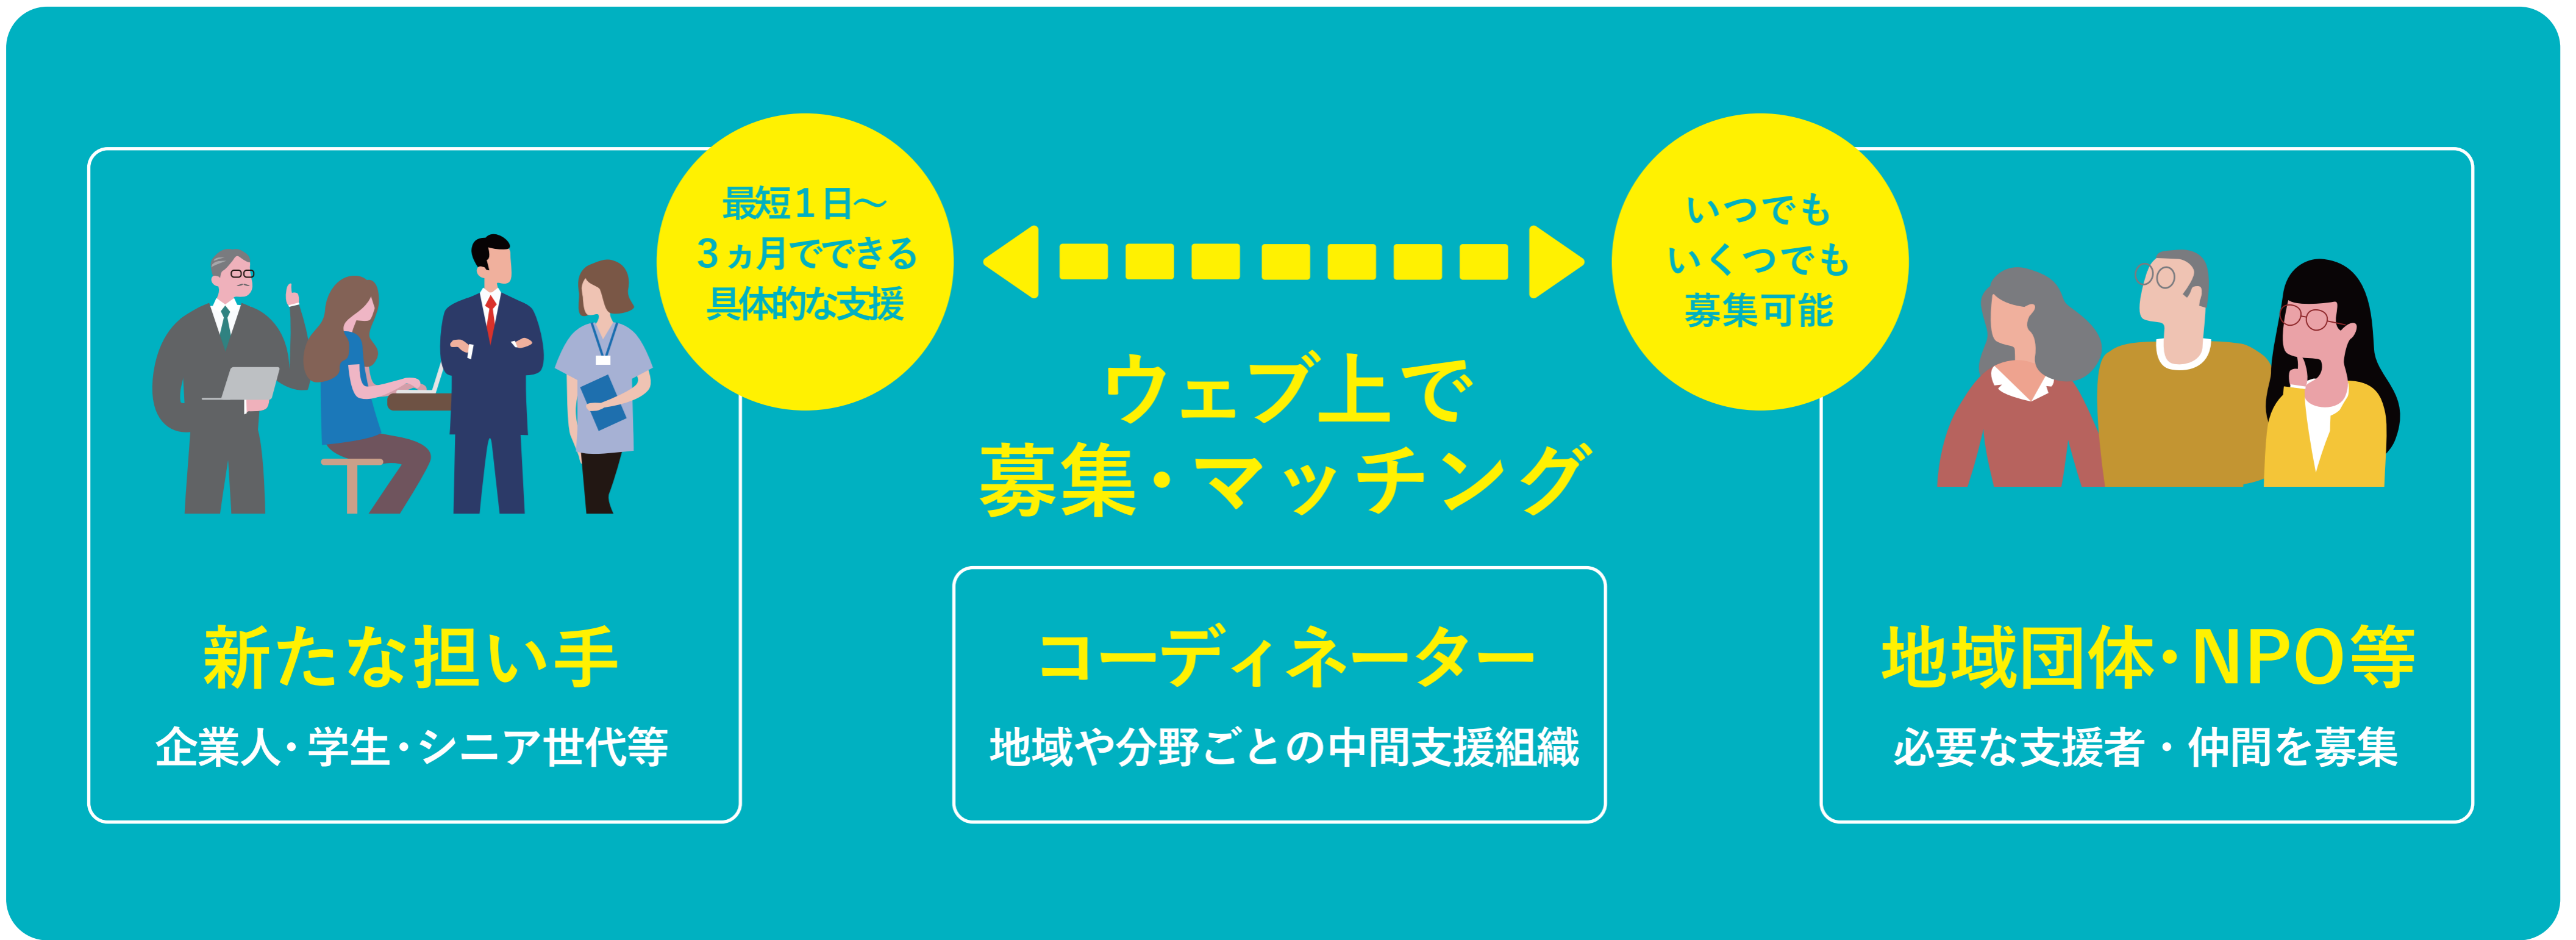 最短1日～
3ヵ月でできる
具体的な支援
いつでも
いくつでも
募集可能
ウェブ上で
募集・マッチング
新たな担い手
企業人・学生・シニア世代等
コーディネーター
地域や分野ごとの中間支援組織
地域団体・NPO等
必要な支援者・仲間を募集